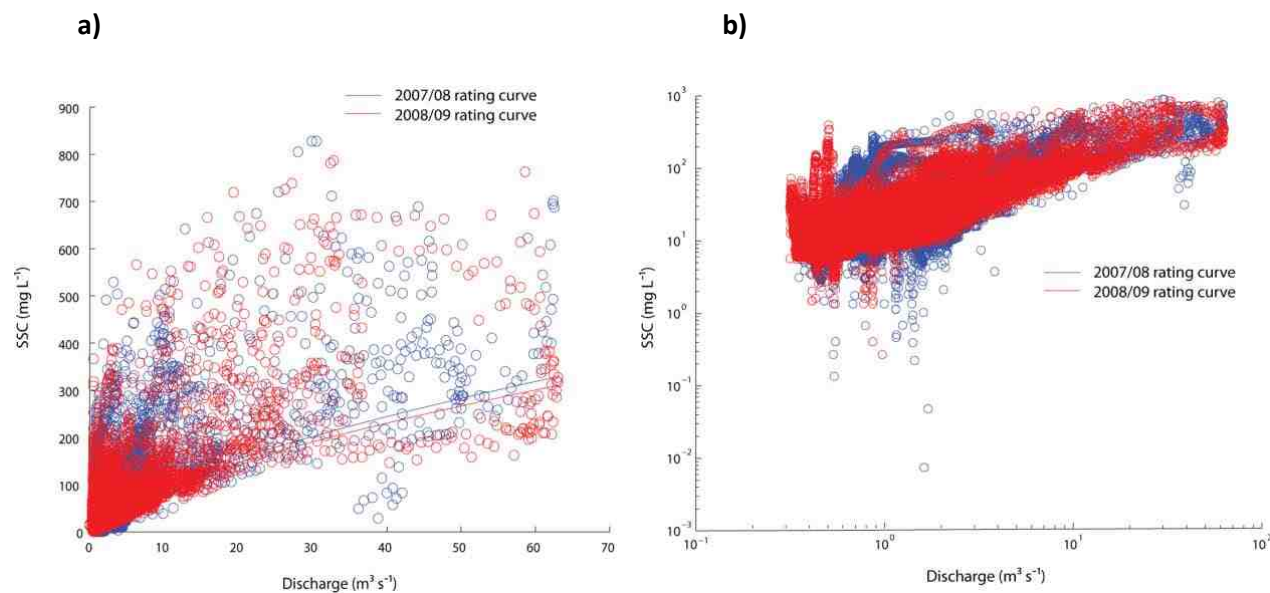 a)
2007/08 rating curve
2008/09 rating curve
900
800
700
600
500
400
300
200
100
0
SSC (mg L⁻¹)
0 10 20 30 40 50 60 70
Discharge (m³ s⁻¹)
b)
10³
10²
10¹
10⁰
10⁻¹
10⁻²
10⁻³
SSC (mg L⁻¹)
2007/08 rating curve
2008/09 rating curve
10⁻¹ 10⁰ 10¹ 10²
Discharge (m³ s⁻¹)